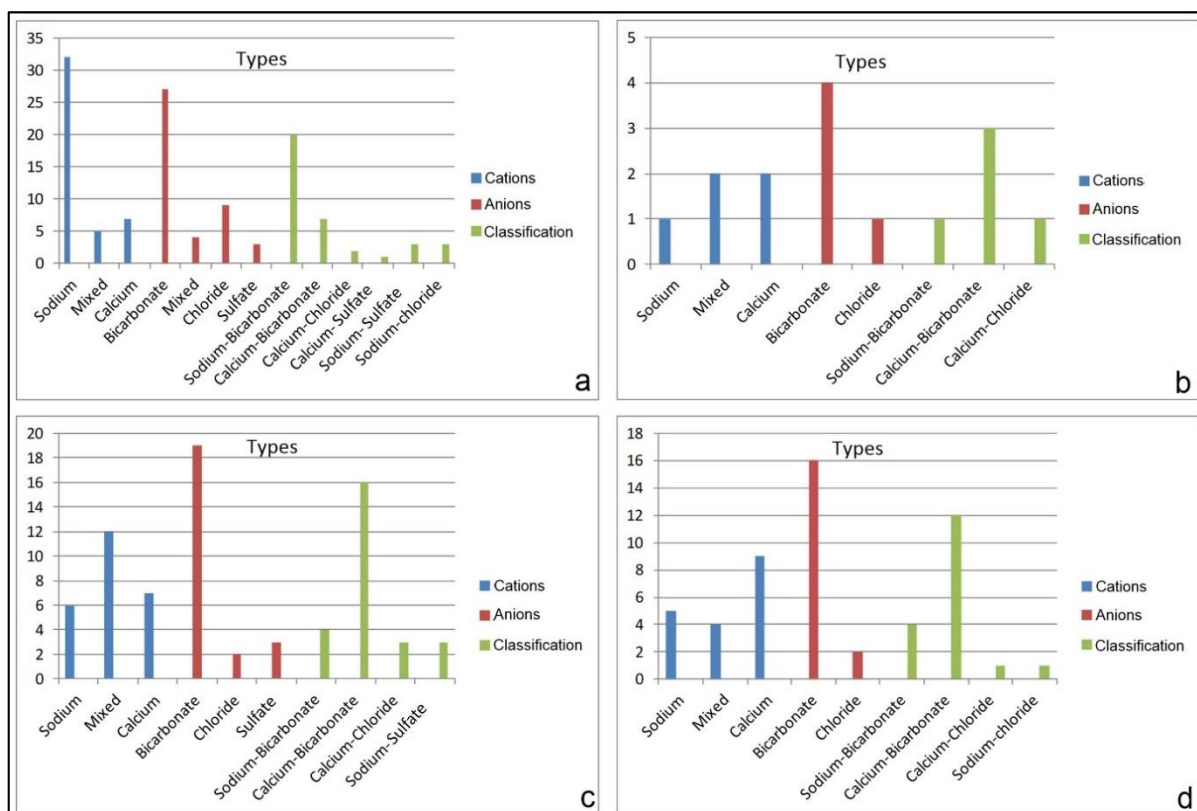 Types
35
30
25
20
15
10
5
0
Sodium
Mixed
Calcium
Bicarbonate
Mixed
Chloride
Sulfate
Sodium-Bicarbonate
Calcium-Bicarbonate
Calcium-Chloride
Calcium- Sulfate
Sodium- Sulfate
Sodium-chloride
Cations
Anions
Classification
a
Types
5
4
3
2
1
0
Sodium
Mixed
Calcium
Bicarbonate
Chloride
Sodium-Bicarbonate
Calcium-Bicarbonate
Calcium-Chloride
Cations
Anions
Classification
b
Types
20
18
16
14
12
10
8
6
4
2
0
Sodium
Mixed
Calcium
Bicarbonate
Chloride
Sulfate
Sodium-Bicarbonate
Calcium-Bicarbonate
Calcium-Chloride
Sodium-Sulfate
Cations
Anions
Classification
c
Types
18
16
14
12
10
8
6
4
2
0
Sodium
Mixed
Calcium
Bicarbonate
Chloride
Sodium-Bicarbonate
Calcium-Bicarbonate
Calcium-Chloride
Sodium-chloride
Cations
Anions
Classification
d